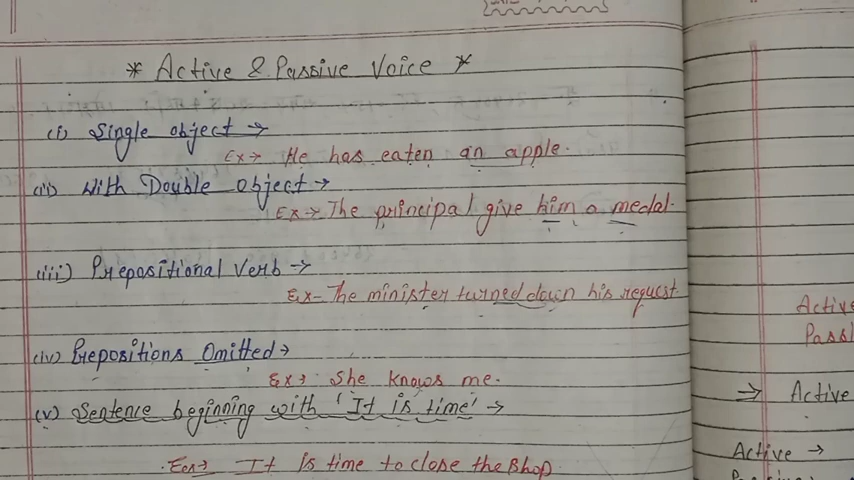 * Active & Passive Voice *
(i) Single object →
Ex → He has eaten an apple.
(ii) With Double object →
Ex → The principal give him a medal.
(iii) Prepositional Verb →
Ex - The minister turned down his request.
(iv) Prepositions Omitted →
Ex → She knows me.
(v) Sentence beginning with 'It is time' →
Ex → It is time to close the shop.
Active
⇒ Active
Active →